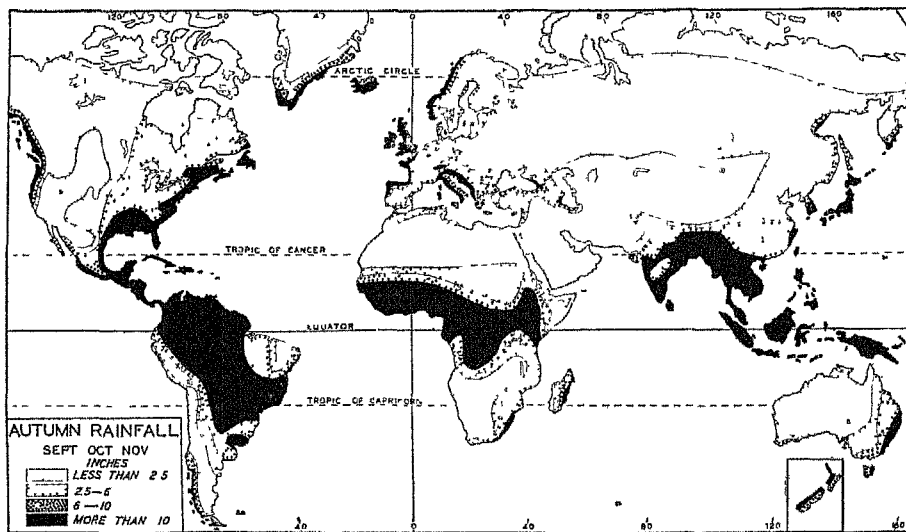 120 80 40 0 40 80 120 160
ARCTIC CIRCLE
TROPIC OF CANCER
EQUATOR
TROPIC OF CAPRICORN
AUTUMN RAINFALL
SEPT OCT NOV
INCHES
LESS THAN 2 5
2.5—6
6—10
MORE THAN 10
0 40 80 120 160